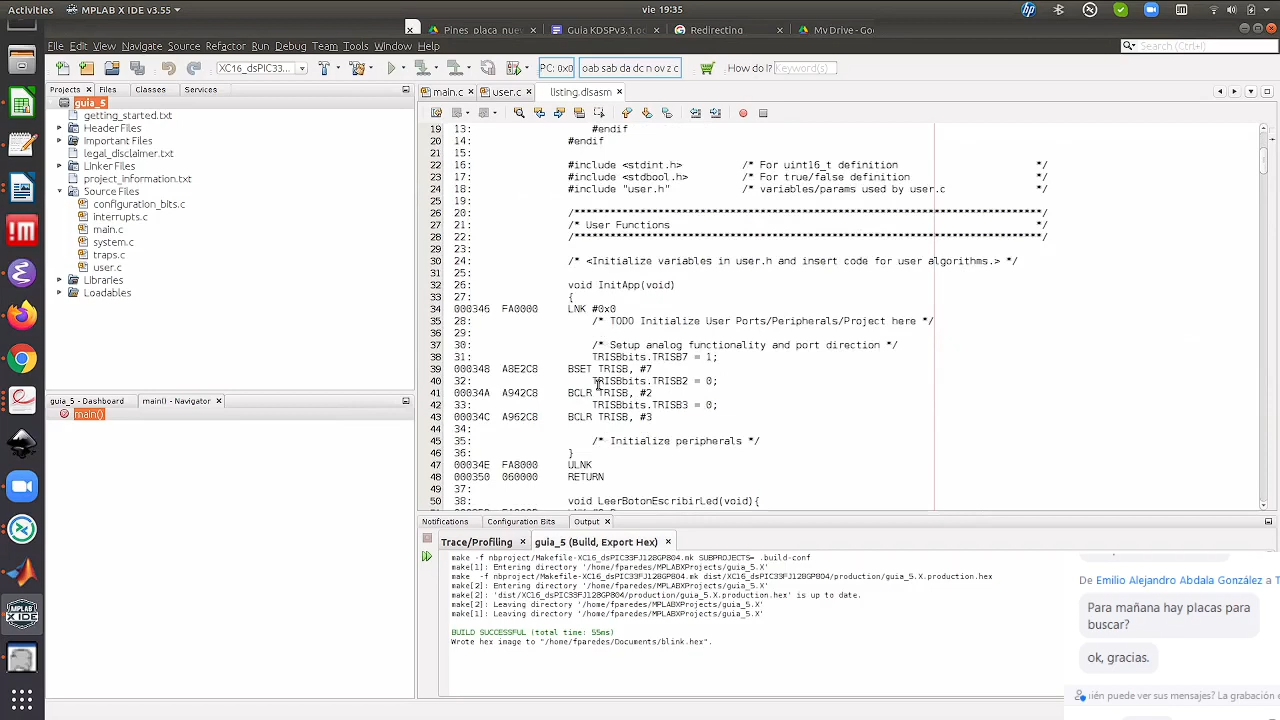 Activities MPLAB X IDE v3.55 vie 19:35
Pines_placa_nue Guia KDSPv3.1.o Redirecting My Drive - Go
File Edit View Navigate Source Refactor Run Debug Team Tools Window Help Search (Ctrl+I)
XC16_dsPIC33... PC: 0x0 oab sab da dc n ov z c How do I? Keyword(s)
Projects Files Classes Services main.c user.c listing.disasm
guia_5
getting_started.txt
Header Files
Important Files
legal_disclaimer.txt
Linker Files
project_information.txt
Source Files
configuration_bits.c
interrupts.c
main.c
system.c
traps.c
user.c
Libraries
Loadables
guia_5 - Dashboard main() - Navigator
main()
19 13: #endif
20 14: #endif
21 15:
22 16: #include <stdint.h> /* For uint16_t definition */
23 17: #include <stdbool.h> /* For true/false definition */
24 18: #include "user.h" /* variables/params used by user.c */
25 19:
26 20: /******************************************************************************/
27 21: /* User Functions */
28 22: /******************************************************************************/
29 23:
30 24: /* <Initialize variables in user.h and insert code for user algorithms.> */
31 25:
32 26: void InitApp(void)
33 27: {
34 000346 FA0000 LNK #0x0
35 28: /* TODO Initialize User Ports/Peripherals/Project here */
36 29:
37 30: /* Setup analog functionality and port direction */
38 31: TRISBbits.TRISB7 = 1;
39 000348 A8E2C8 BSET TRISB, #7
40 32: TRISBbits.TRISB2 = 0;
41 00034A A942C8 BCLR TRISB, #2
42 33: TRISBbits.TRISB3 = 0;
43 00034C A962C8 BCLR TRISB, #3
44 34:
45 35: /* Initialize peripherals */
46 36: }
47 00034E FA8000 ULNK
48 000350 060000 RETURN
49 37:
50 38: void LeerBotonEscribirLed(void){
Notifications Configuration Bits Output
Trace/Profiling guia_5 (Build, Export Hex)
make -f nbproject/Makefile-XC16_dsPIC33FJ128GP804.mk SUBPROJECTS= .build-conf
make[1]: Entering directory '/home/fparedes/MPLABXProjects/guia_5.X'
make -f nbproject/Makefile-XC16_dsPIC33FJ128GP804.mk dist/XC16_dsPIC33FJ128GP804/production/guia_5.X.production.hex
make[2]: Entering directory '/home/fparedes/MPLABXProjects/guia_5.X'
make[2]: 'dist/XC16_dsPIC33FJ128GP804/production/guia_5.X.production.hex' is up to date.
make[2]: Leaving directory '/home/fparedes/MPLABXProjects/guia_5.X'
make[1]: Leaving directory '/home/fparedes/MPLABXProjects/guia_5.X'
BUILD SUCCESSFUL (total time: 55ms)
Wrote hex image to "/home/fparedes/Documents/blink.hex".
De Emilio Alejandro Abdala González a T
Para mañana hay placas para
buscar?
ok, gracias.
ién puede ver sus mensajes? La grabación e